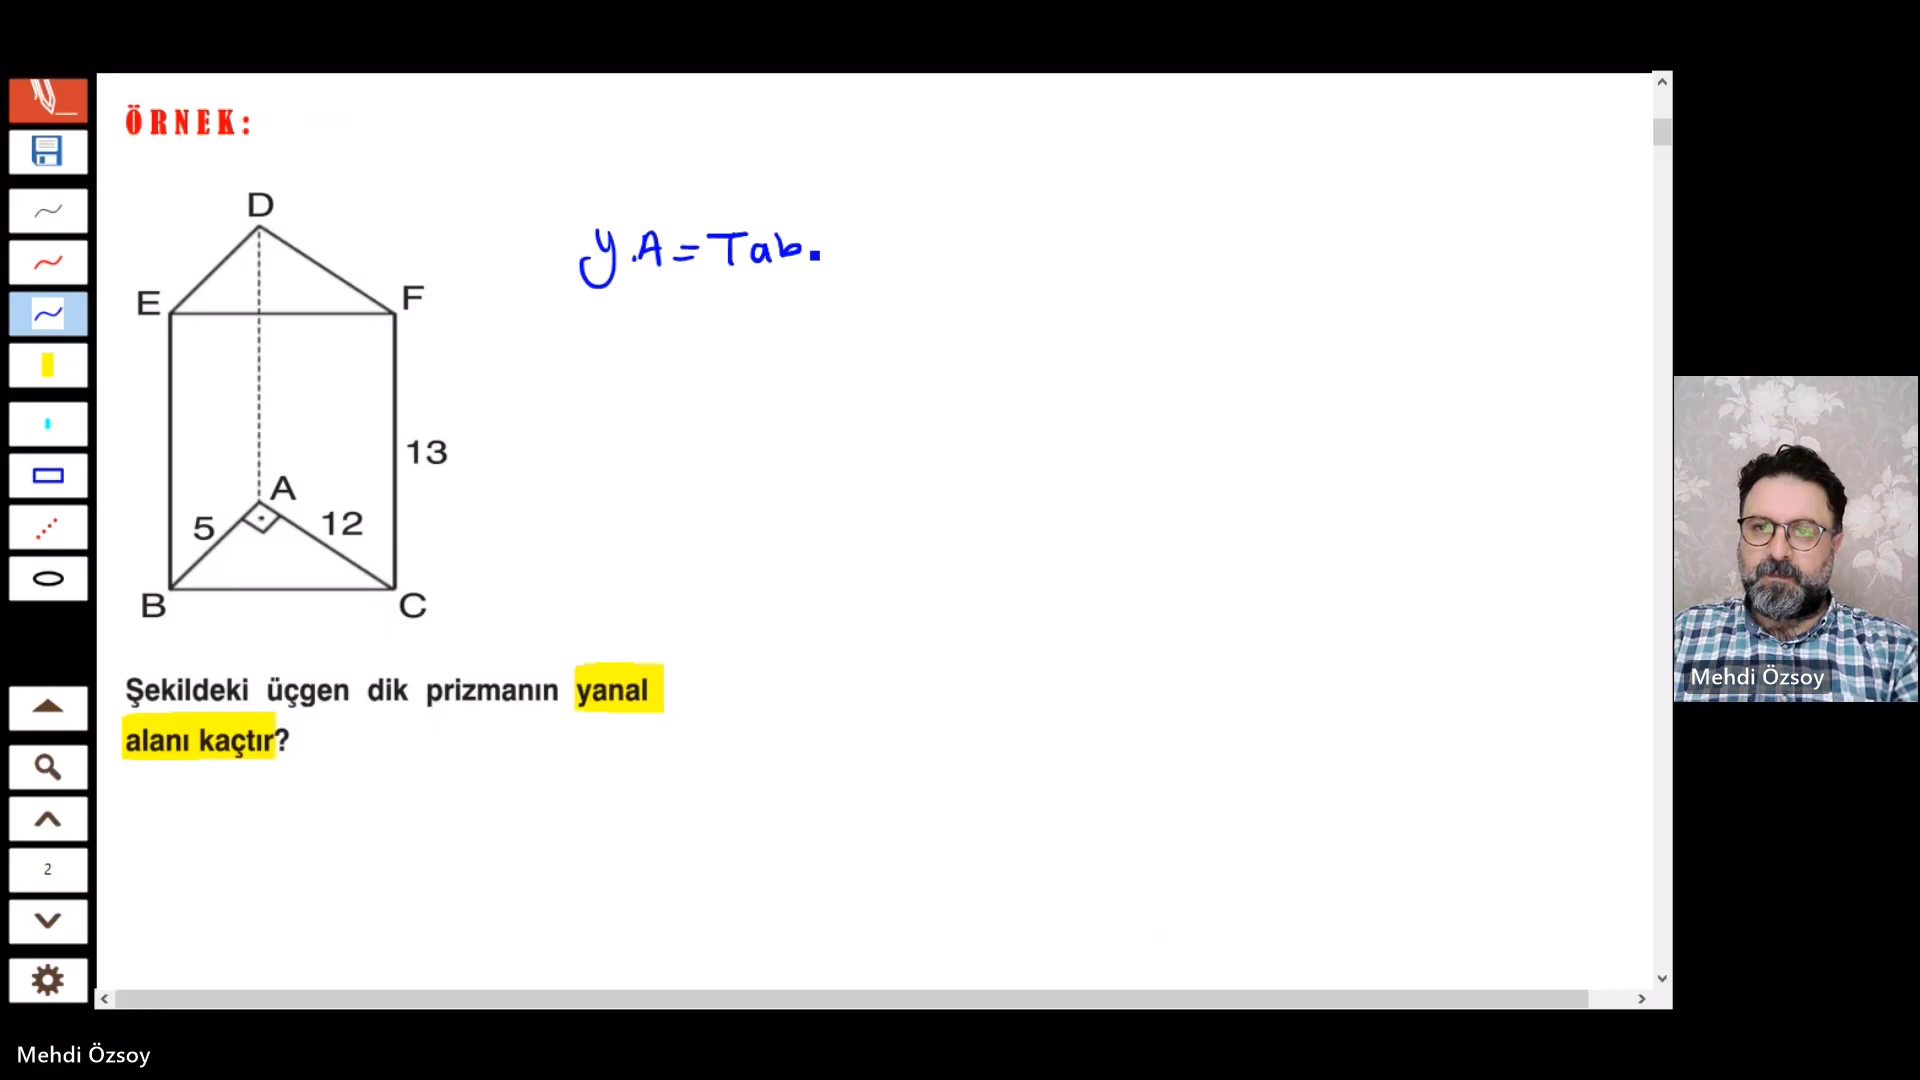 ÖRNEK:
D
y.A = Tab.
E
F
13
A
5
12
B
C
Şekildeki üçgen dik prizmanın yanal
alanı kaçtır?
2
Mehdi Özsoy
Mehdi Özsoy